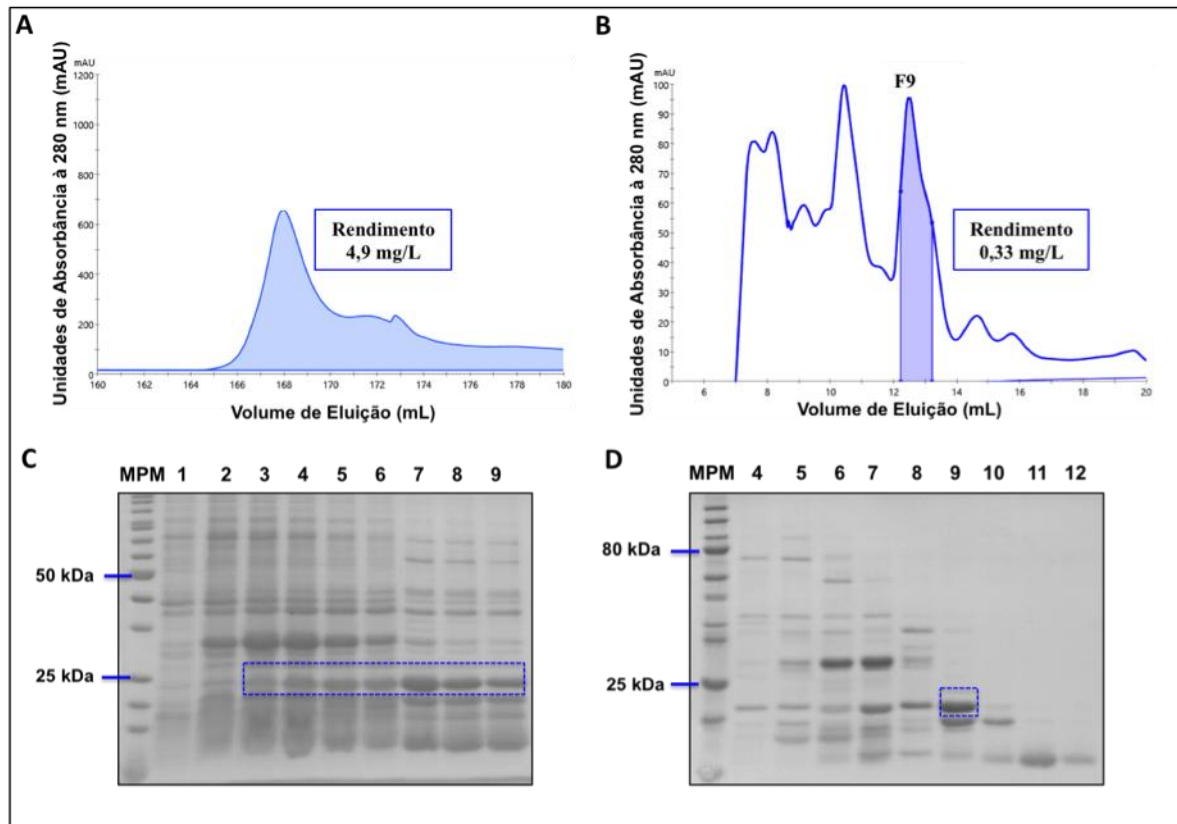 A
Unidades de Absorbância à 280 nm (mAU)
mAU
1200
1000
800
600
400
200
0
160 162 164 166 168 170 172 174 176 178 180
Volume de Eluição (mL)
Rendimento
4,9 mg/L
B
Unidades de Absorbância à 280 nm (mAU)
mAU
100
90
80
70
60
50
40
30
20
10
0
6 8 10 12 14 16 18 20
Volume de Eluição (mL)
F9
Rendimento
0,33 mg/L
C
MPM 1 2 3 4 5 6 7 8 9
50 kDa
25 kDa
D
MPM 4 5 6 7 8 9 10 11 12
80 kDa
25 kDa